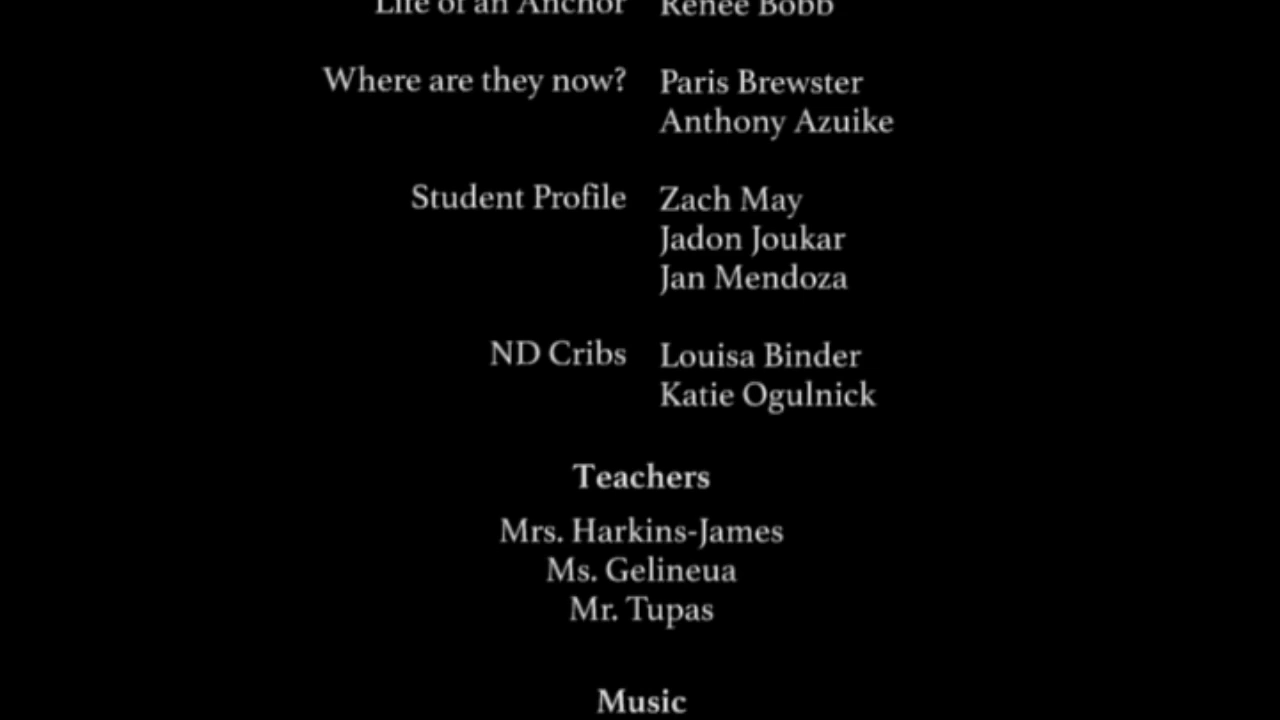 Life of an Anchor Renee Bobb
Where are they now? Paris Brewster
Anthony Azuike
Student Profile Zach May
Jadon Joukar
Jan Mendoza
ND Cribs Louisa Binder
Katie Ogulnick
Teachers
Mrs. Harkins-James
Ms. Gelineua
Mr. Tupas
Music